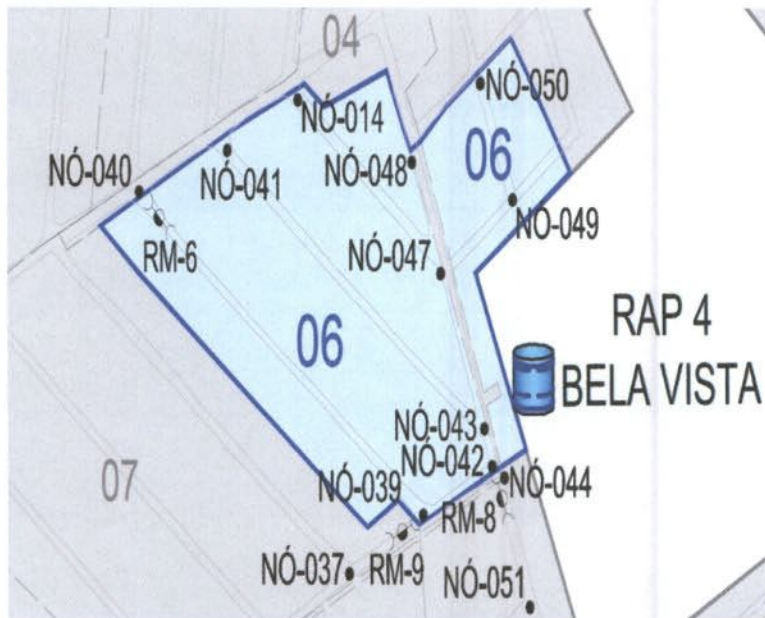 04
NÓ-050
NÓ-014
NÓ-041
NÓ-048
06
NÓ-040
NÓ-049
RM-6
NÓ-047
RAP 4
BELA VISTA
06
NÓ-043
NÓ-042
07
NÓ-039
NÓ-044
RM-8
NÓ-037
RM-9
NÓ-051